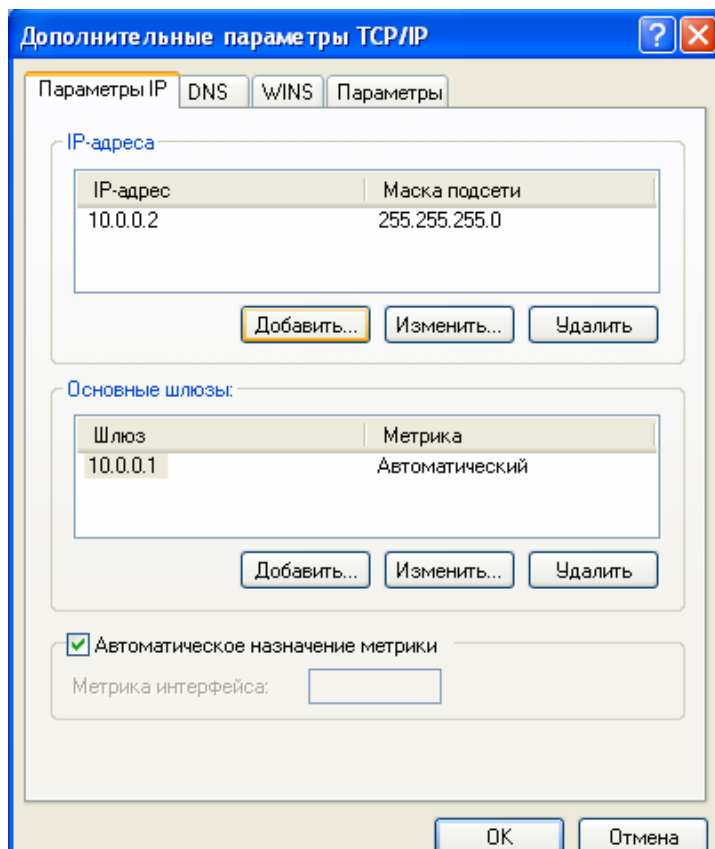 Дополнительные параметры TCP/IP
Параметры IP DNS WINS Параметры
IP-адреса
IP-адрес Маска подсети
10.0.0.2 255.255.255.0
Добавить... Изменить... Удалить
Основные шлюзы:
Шлюз Метрика
10.0.0.1 Автоматический
Добавить... Изменить... Удалить
Автоматическое назначение метрики
Метрика интерфейса:
OK Отмена